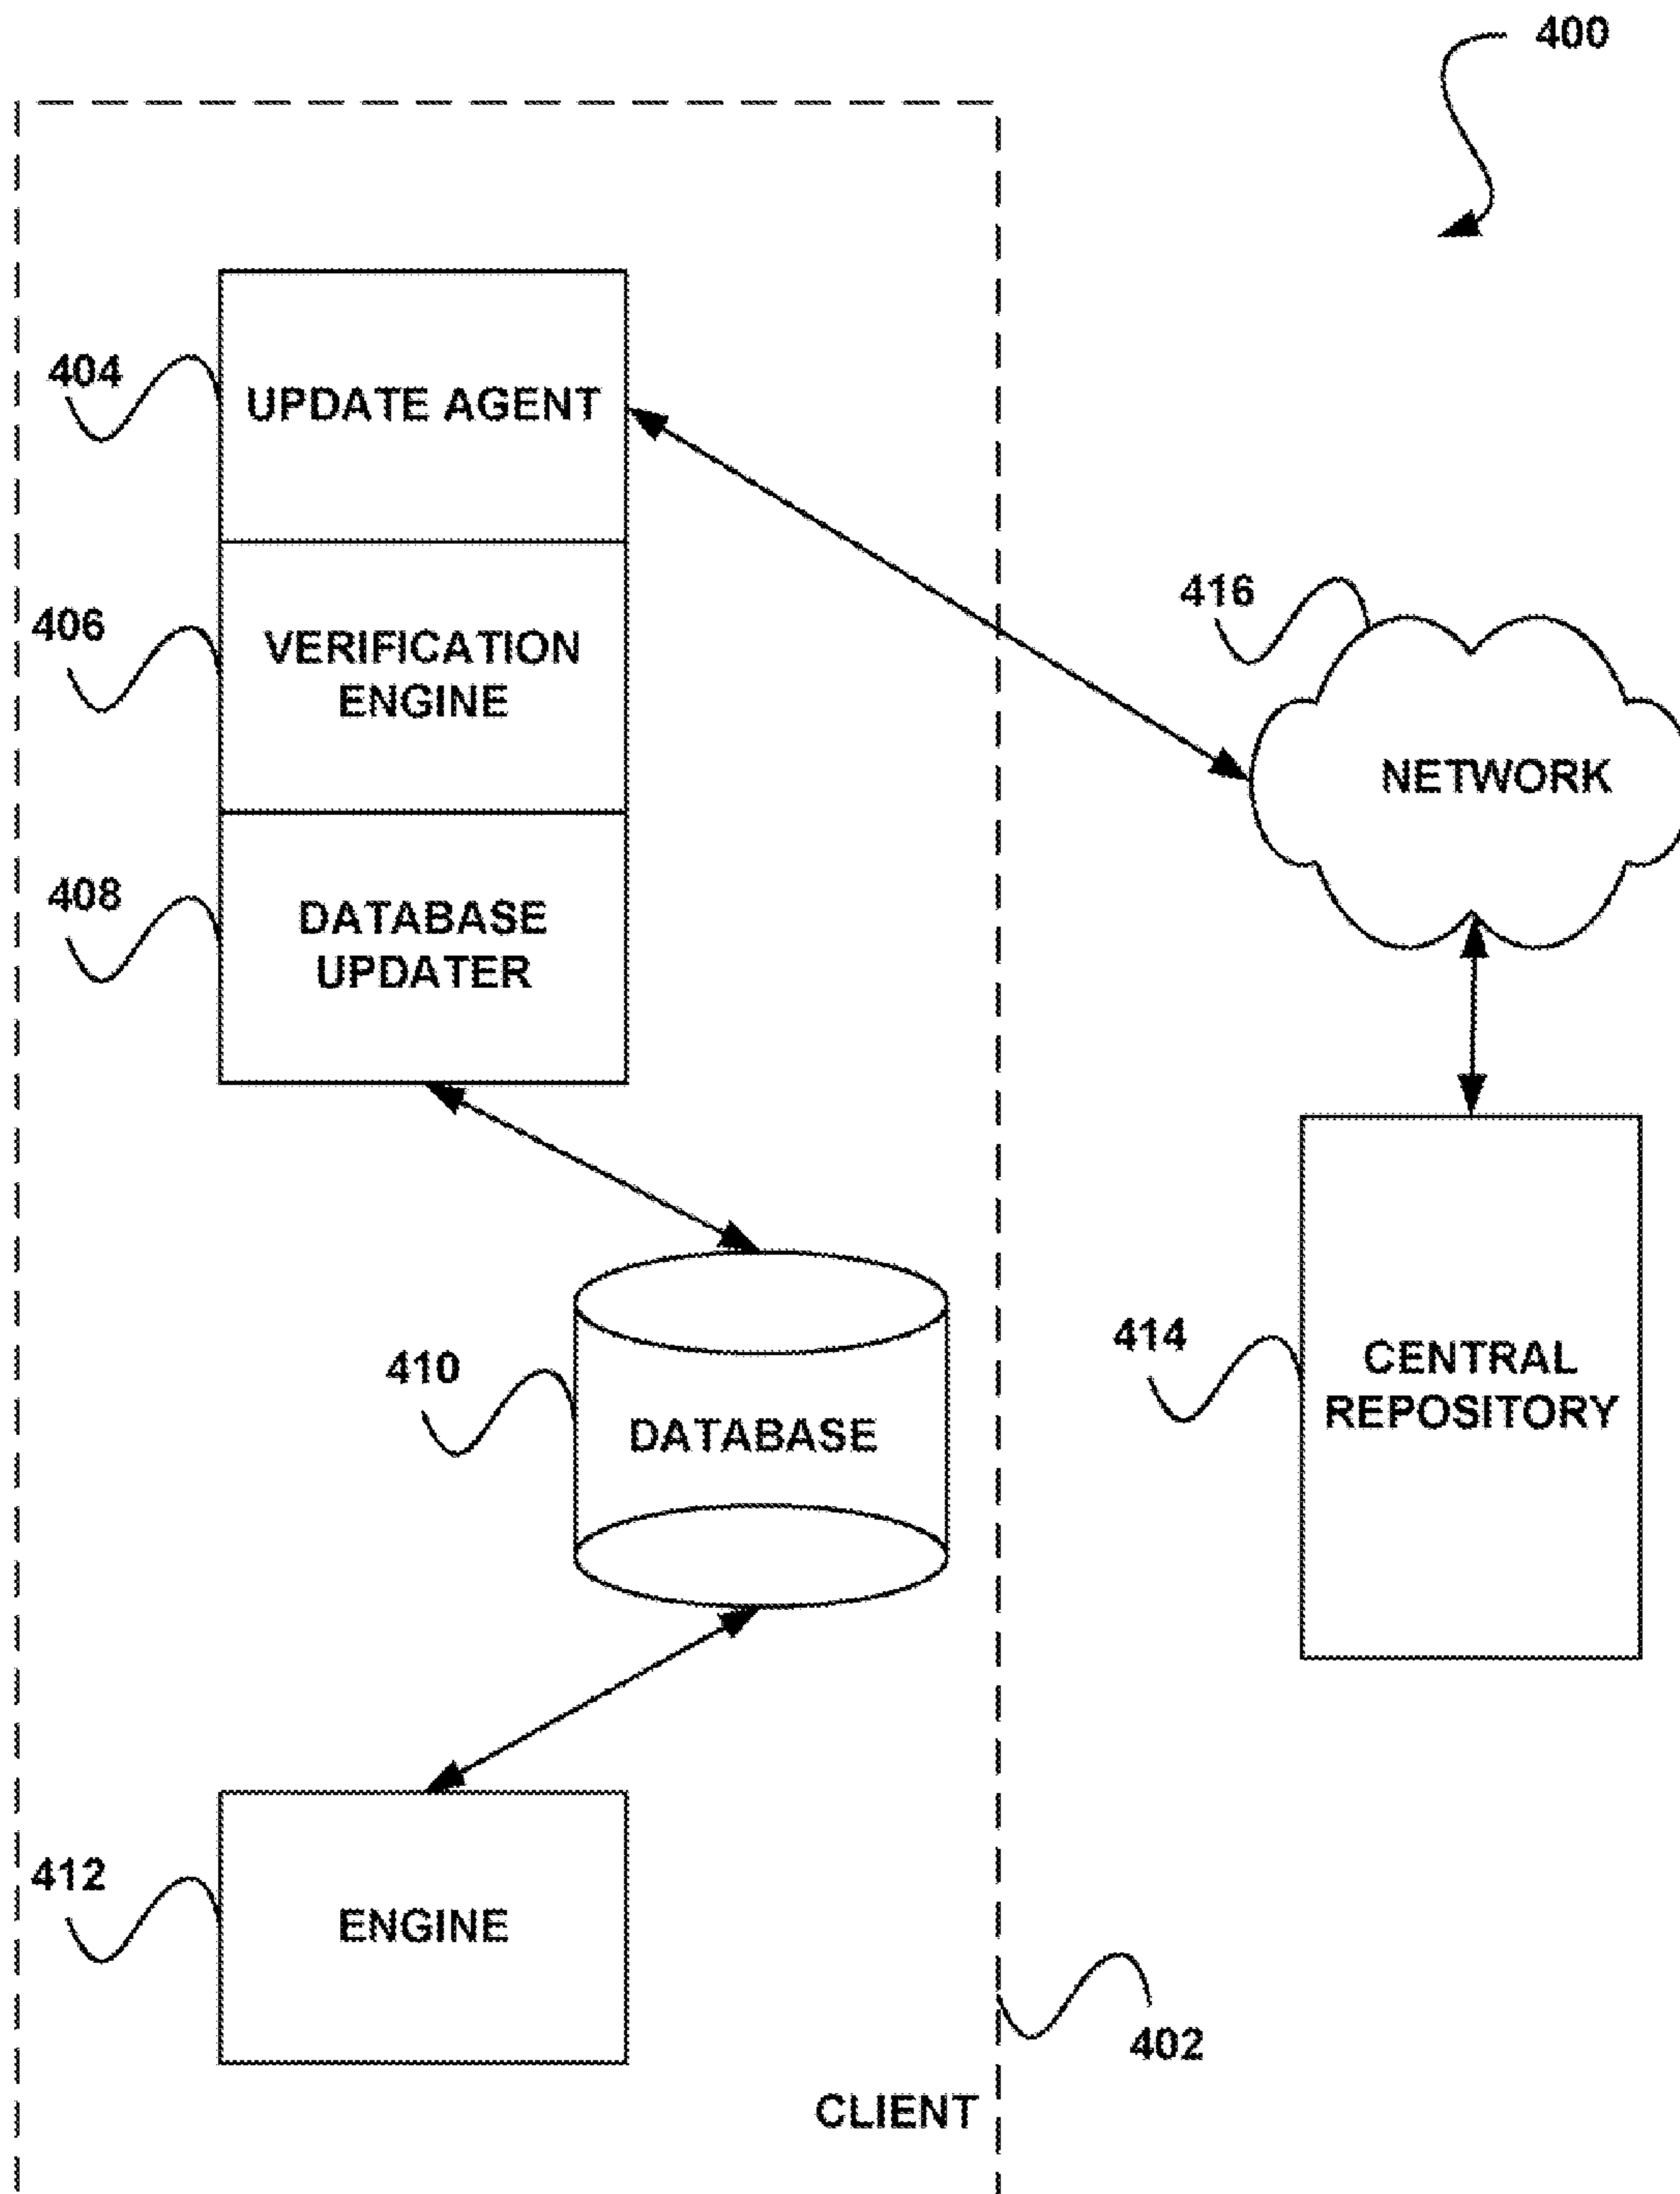 400
404
UPDATE AGENT
416
406
VERIFICATION
ENGINE
NETWORK
408
DATABASE
UPDATER
414
CENTRAL
REPOSITORY
410
DATABASE
412
ENGINE
402
CLIENT